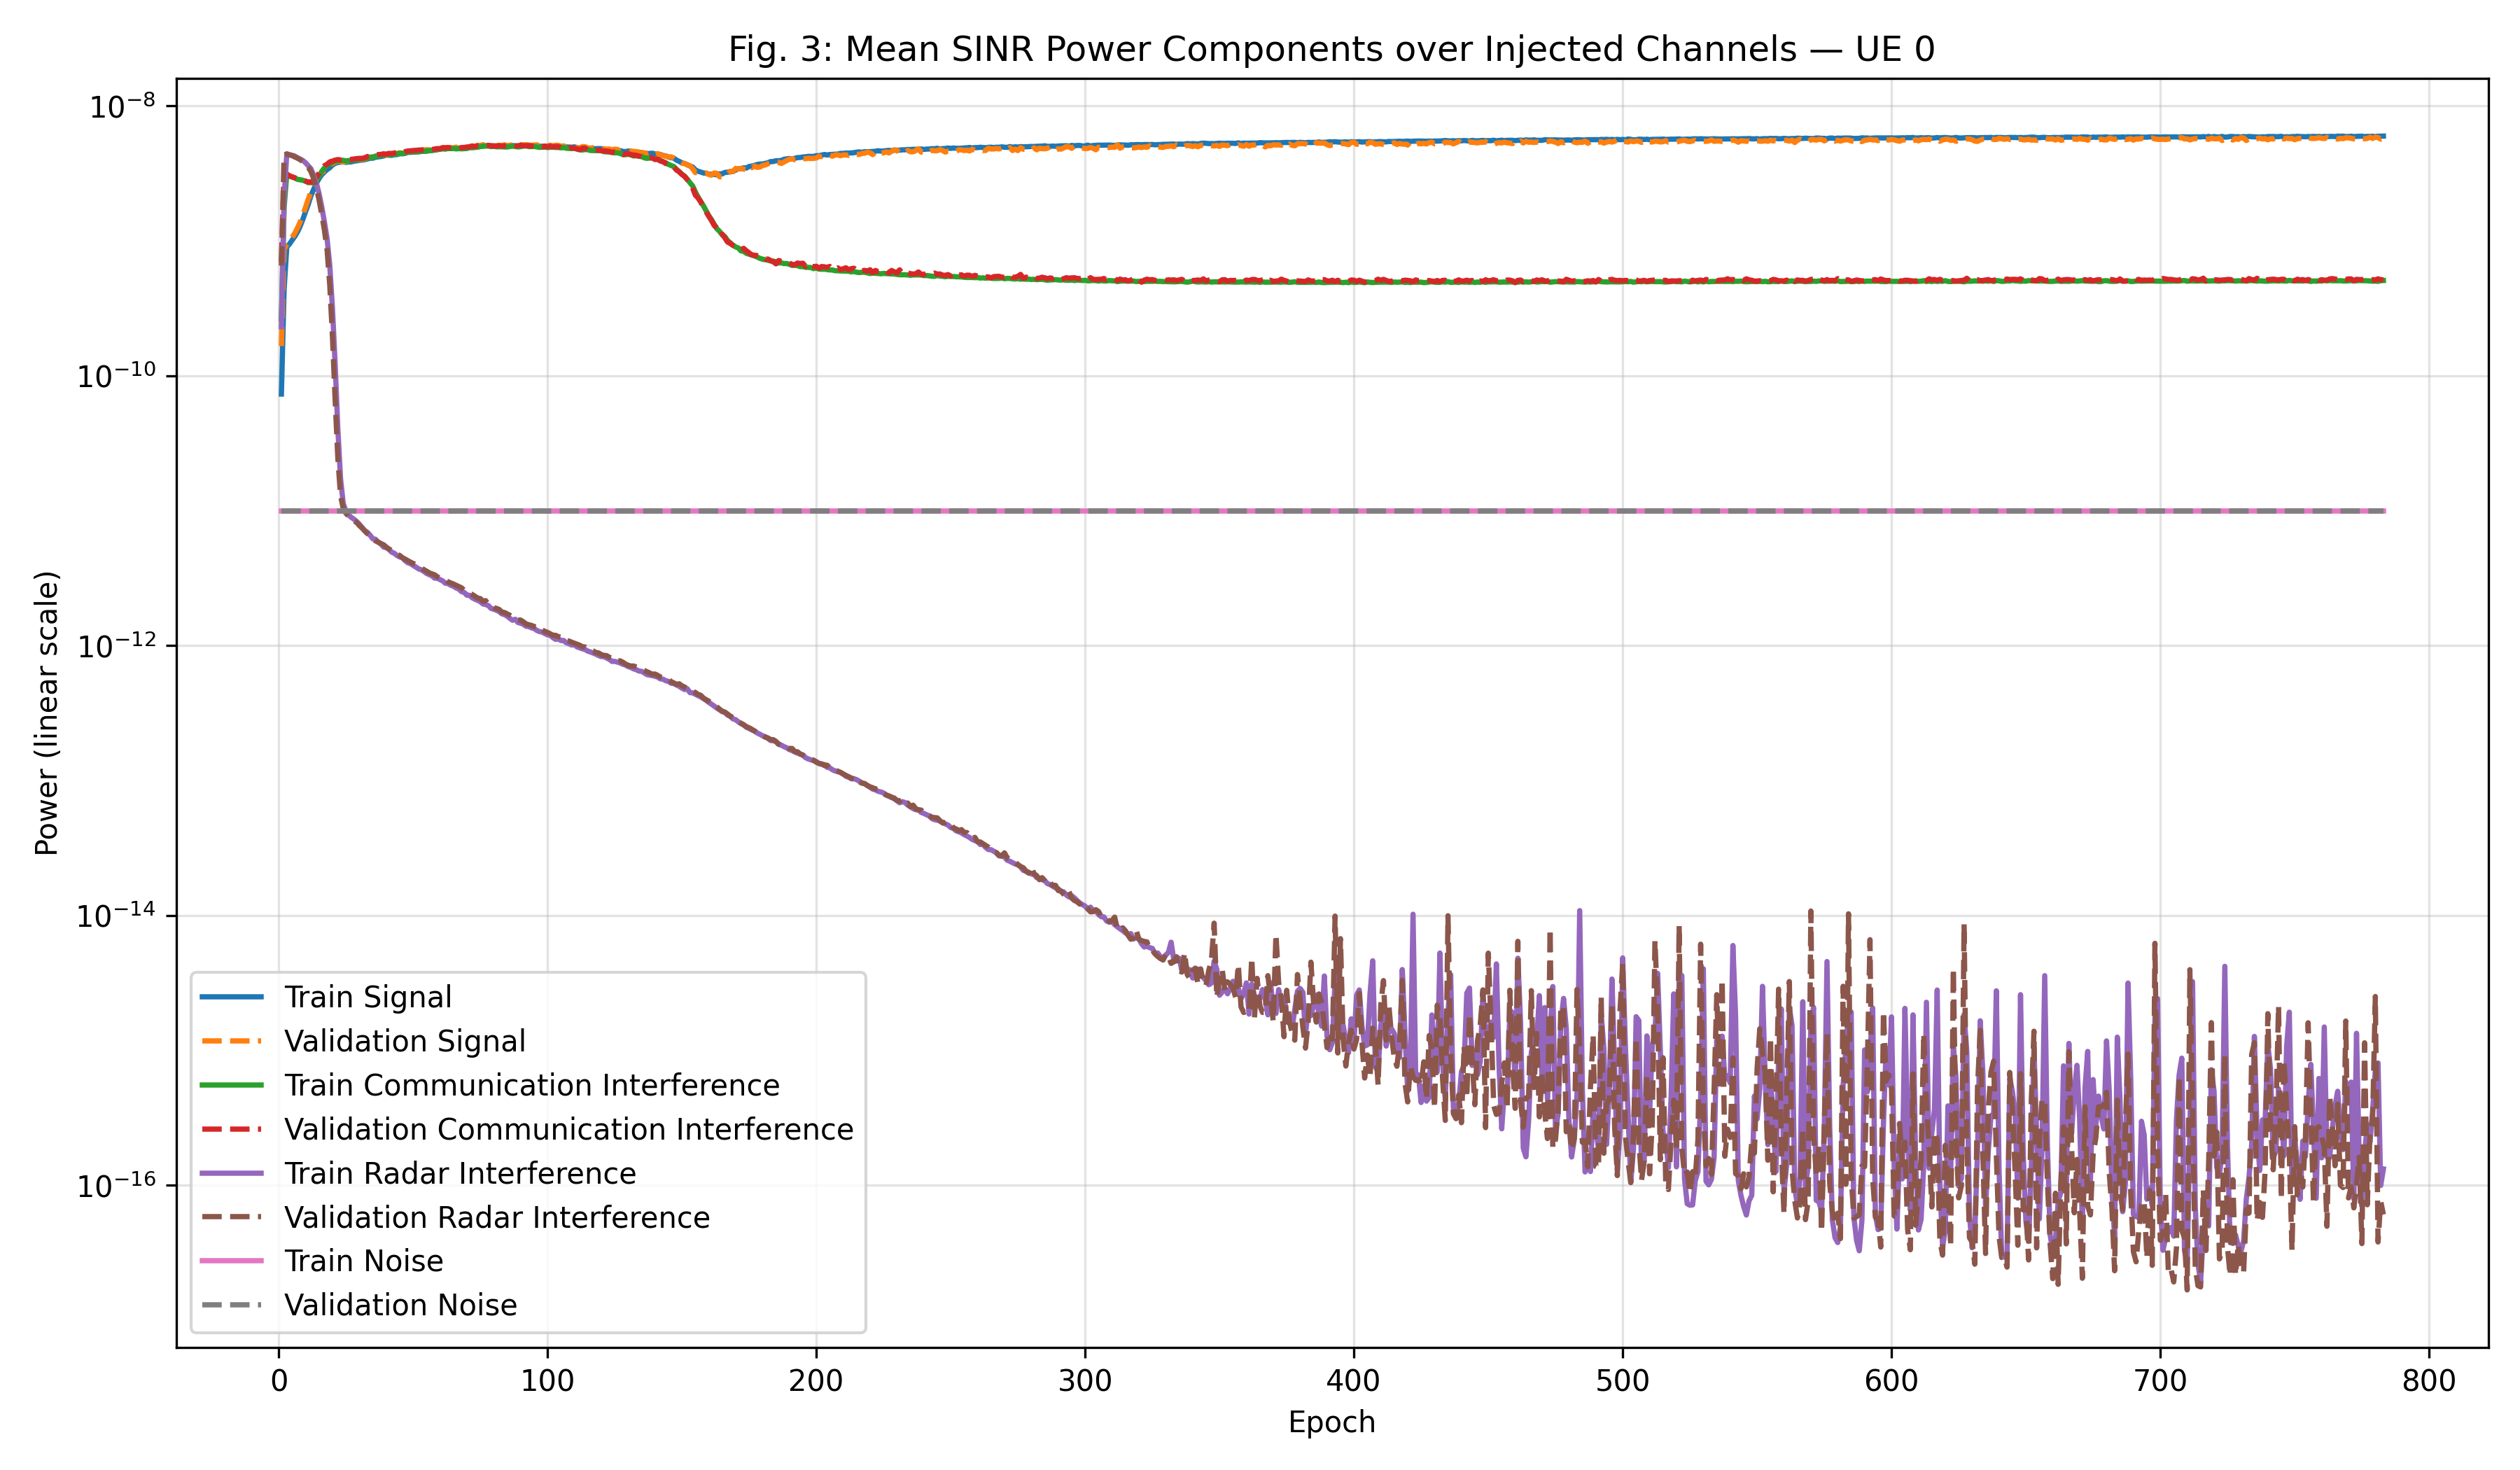 Fig. 3: Mean SINR Power Components over Injected Channels — UE 0
Power (linear scale)
10⁻⁸
10⁻¹⁰
10⁻¹²
10⁻¹⁴
10⁻¹⁶
Train Signal
Validation Signal
Train Communication Interference
Validation Communication Interference
Train Radar Interference
Validation Radar Interference
Train Noise
Validation Noise
0 100 200 300 400 500 600 700 800
Epoch